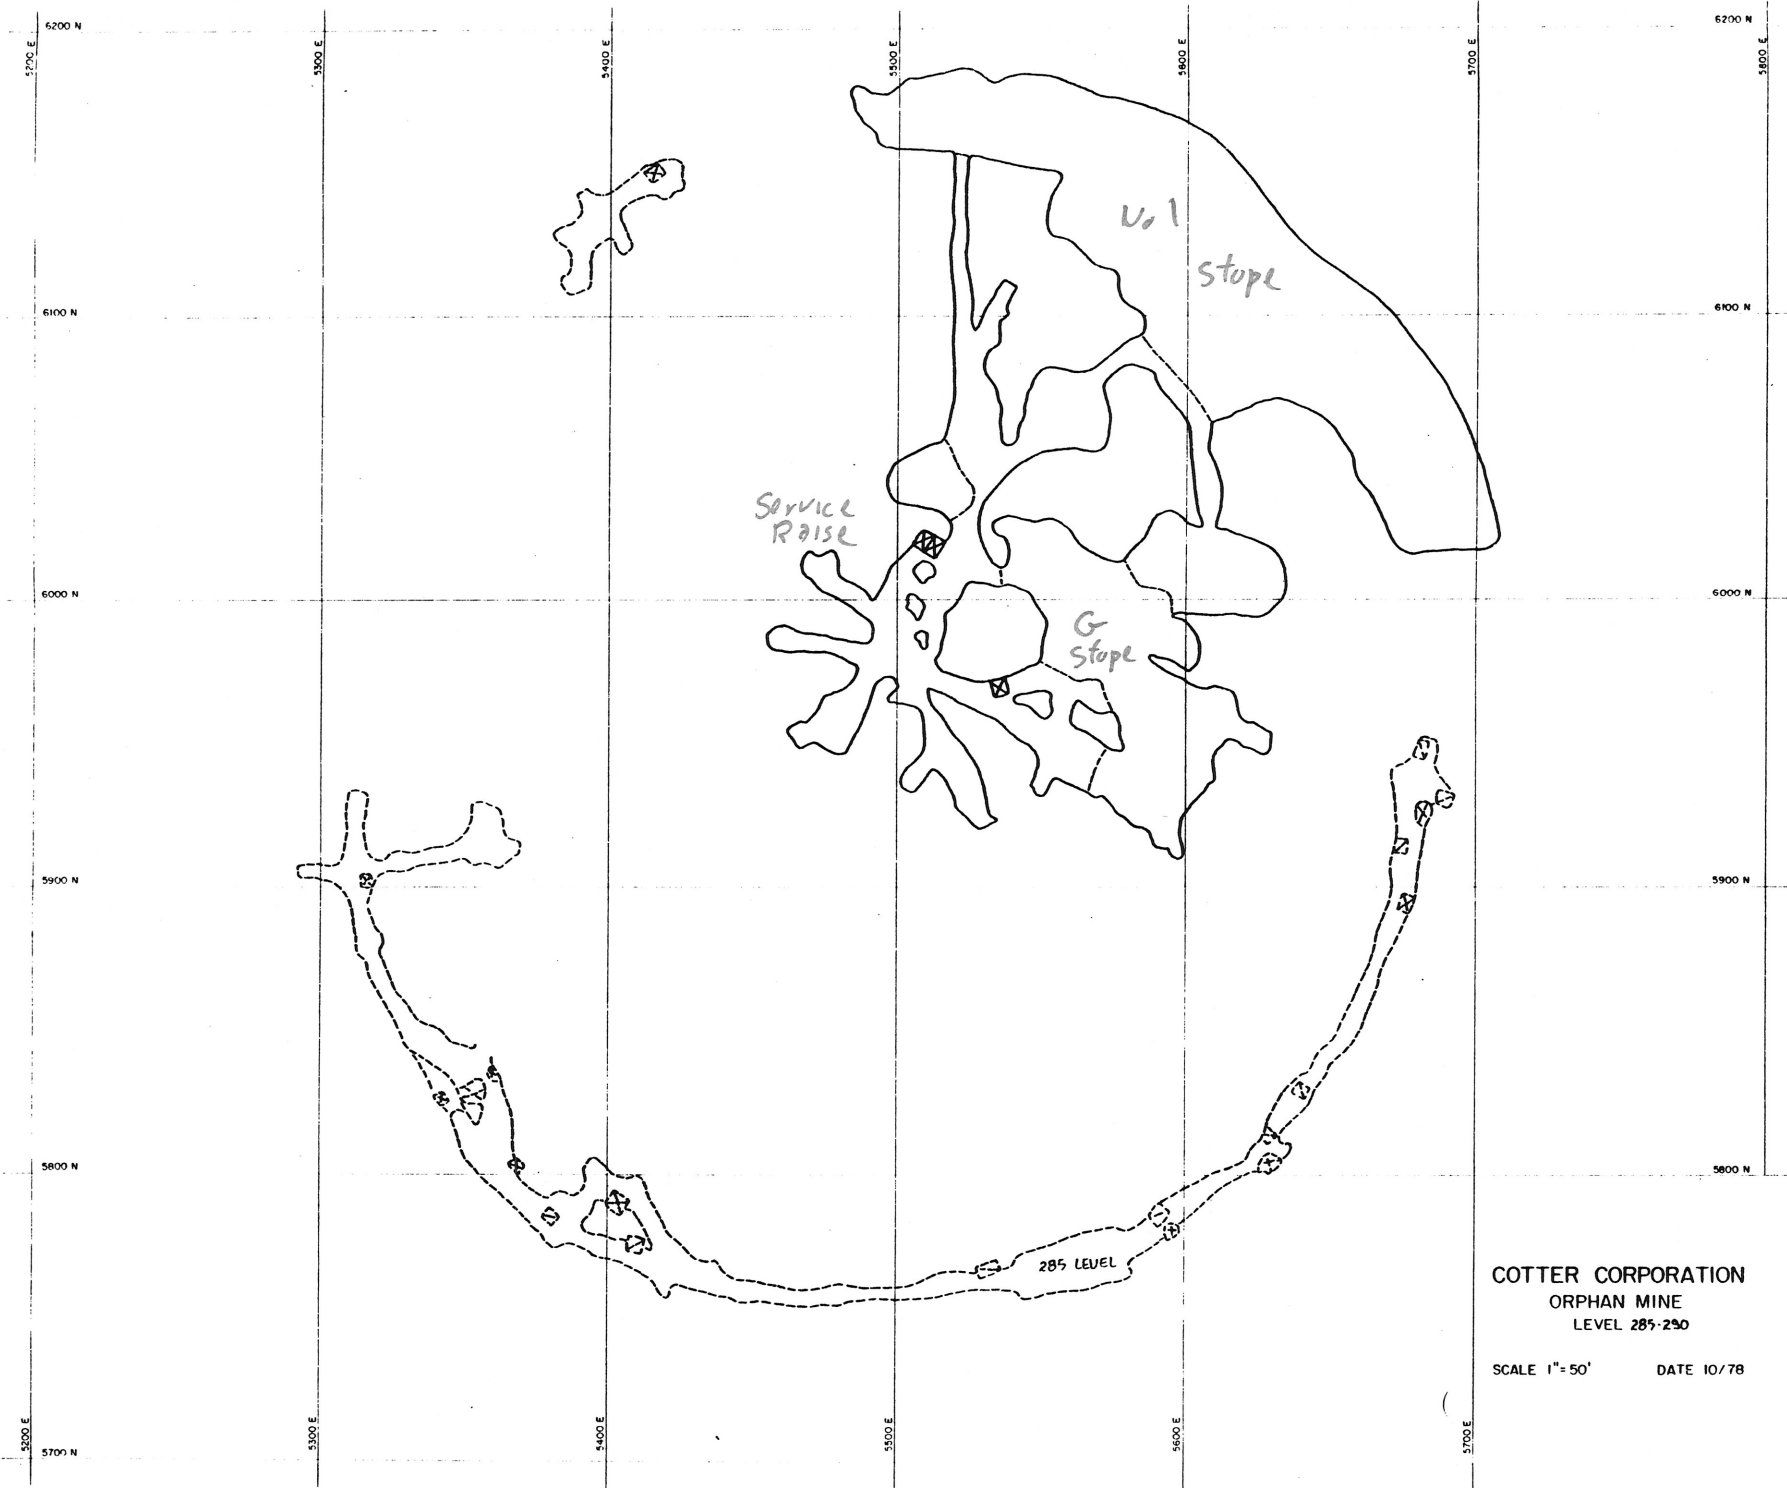 6200 N
6200 N
5200 E
5300 E
5400 E
5500 E
5600 E
5700 E
5800 E
No 1
Stope
6100 N
6100 N
Service
Raise
6000 N
6000 N
G
Stope
5900 N
5900 N
5800 N
5800 N
285 LEVEL
COTTER CORPORATION
ORPHAN MINE
LEVEL 285-290
SCALE 1"=50' DATE 10/78
5700 N
5200 E
5300 E
5400 E
5500 E
5600 E
5700 E